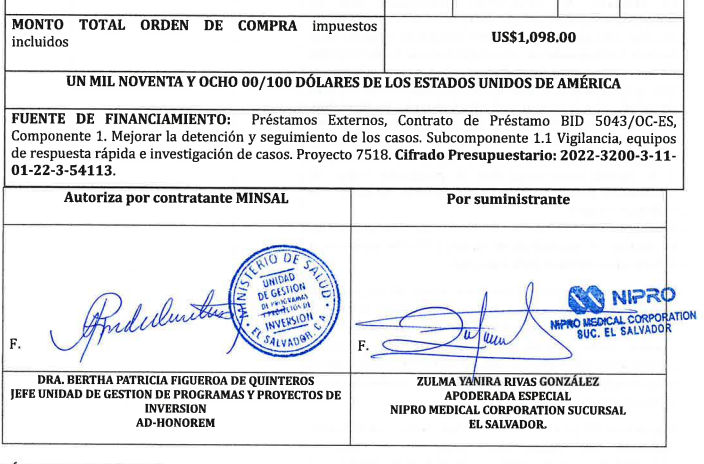 MONTO TOTAL ORDEN DE COMPRA impuestos
incluidos
US$1,098.00
UN MIL NOVENTA Y OCHO 00/100 DÓLARES DE LOS ESTADOS UNIDOS DE AMÉRICA
FUENTE DE FINANCIAMIENTO: Préstamos Externos, Contrato de Préstamo BID 5043/OC-ES,
Componente 1. Mejorar la detención y seguimiento de los casos. Subcomponente 1.1 Vigilancia, equipos
de respuesta rápida e investigación de casos. Proyecto 7518. Cifrado Presupuestario: 2022-3200-3-11-
01-22-3-54113.
Autoriza por contratante MINSAL
Por suministrante
MINISTERIO DE SALUD
UNIDAD
DE GESTION
DE PROGRAMAS
INVERSION
EL SALVADOR, C.A.
NIPRO
NIPRO MEDICAL CORPORATION
SUC. EL SALVADOR
F.
F.
DRA. BERTHA PATRICIA FIGUEROA DE QUINTEROS
JEFE UNIDAD DE GESTION DE PROGRAMAS Y PROYECTOS DE
INVERSION
AD-HONOREM
ZULMA YANIRA RIVAS GONZÁLEZ
APODERADA ESPECIAL
NIPRO MEDICAL CORPORATION SUCURSAL
EL SALVADOR.